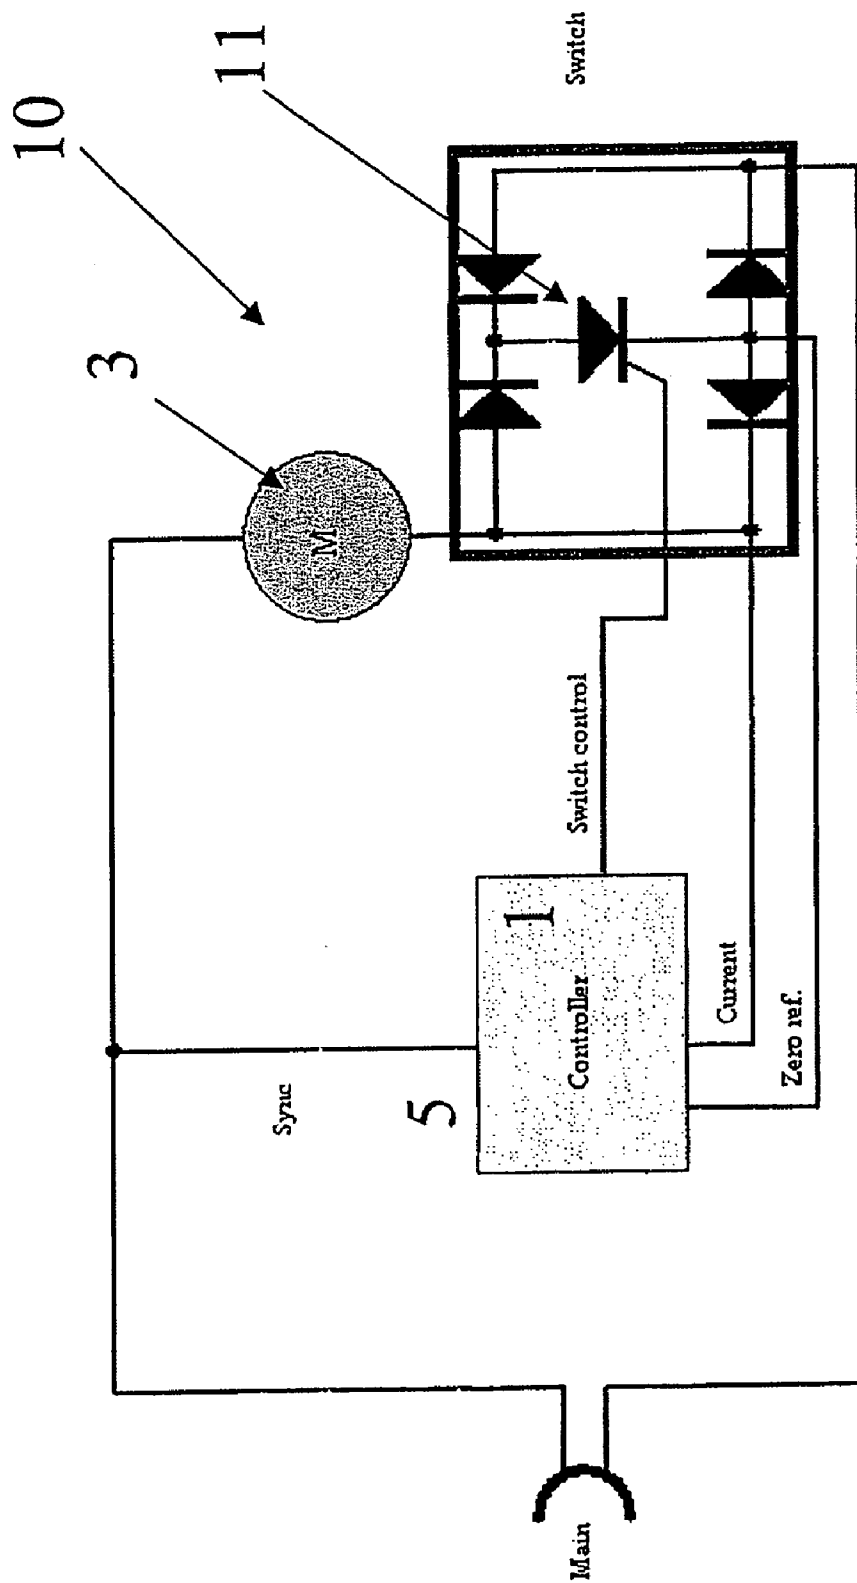 10
11
Switch
3
M
Switch control
1
Controller
5
Sync
Current
Zero ref.
Main